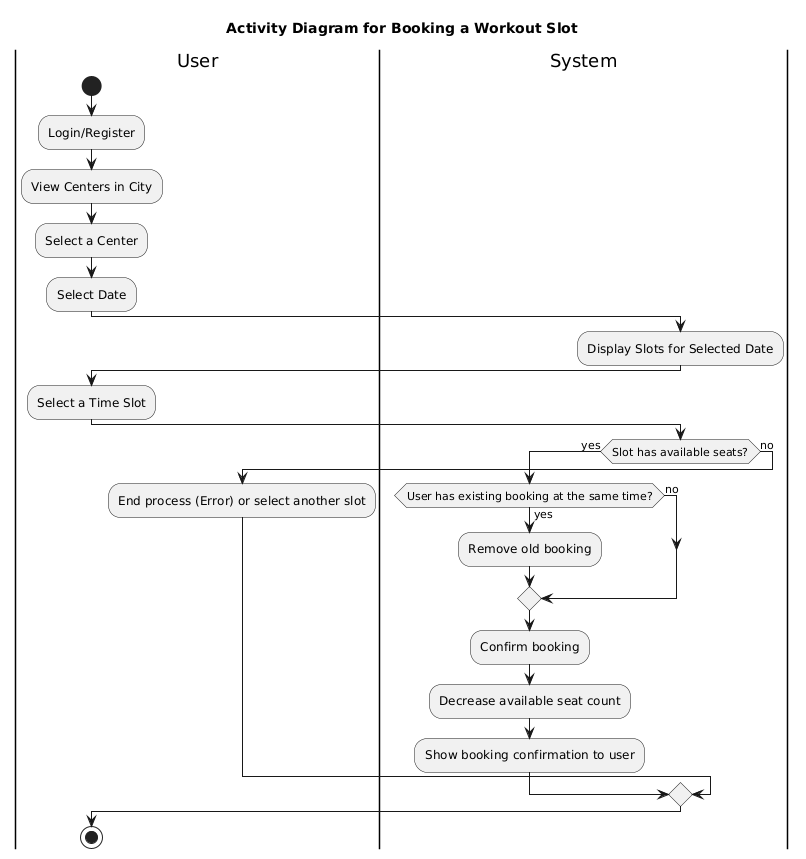 Activity Diagram for Booking a Workout Slot
User
System
Login/Register
View Centers in City
Select a Center
Select Date
Display Slots for Selected Date
Select a Time Slot
yes
Slot has available seats?
no
End process (Error) or select another slot
User has existing booking at the same time?
no
yes
Remove old booking
Confirm booking
Decrease available seat count
Show booking confirmation to user